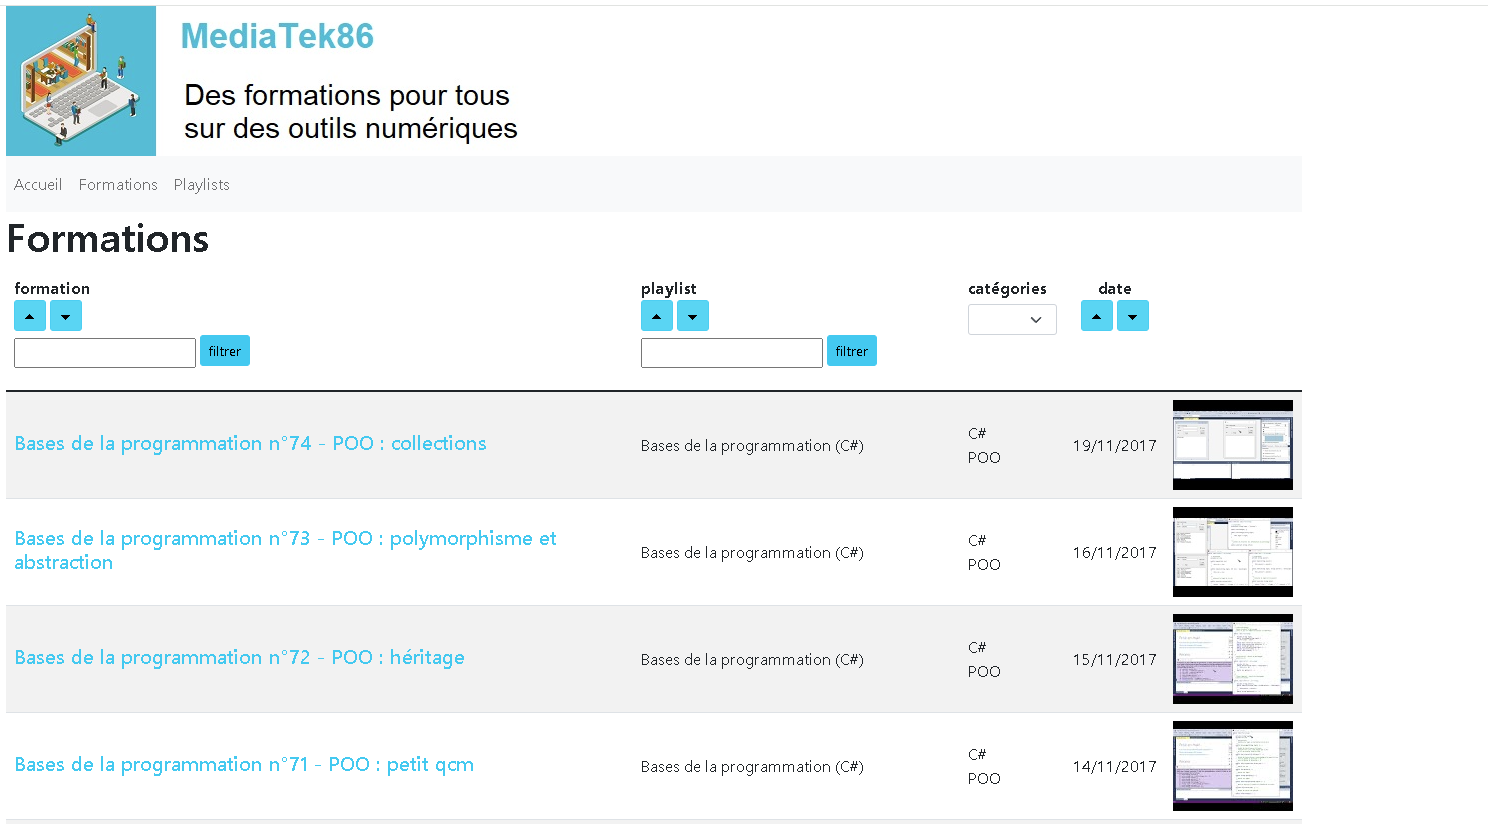 MediaTek86
Des formations pour tous
sur des outils numériques
Accueil Formations Playlists
Formations
formation playlist catégories date
filtrer filtrer
Bases de la programmation n°74 - POO : collections Bases de la programmation (C#) C# POO 19/11/2017
Bases de la programmation n°73 - POO : polymorphisme et
abstraction Bases de la programmation (C#) C# POO 16/11/2017
Bases de la programmation n°72 - POO : héritage Bases de la programmation (C#) C# POO 15/11/2017
Bases de la programmation n°71 - POO : petit qcm Bases de la programmation (C#) C# POO 14/11/2017